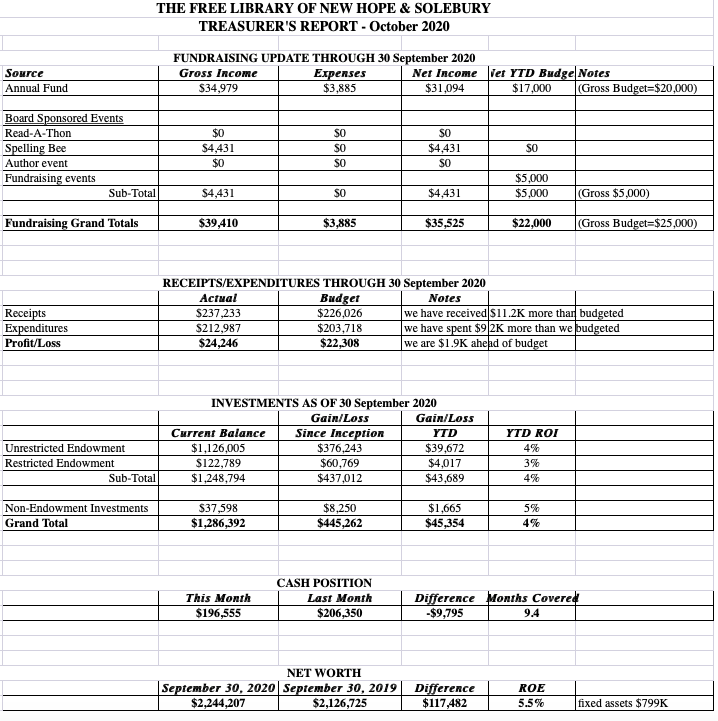 THE FREE LIBRARY OF NEW HOPE & SOLEBURY
TREASURER'S REPORT - October 2020
FUNDRAISING UPDATE THROUGH 30 September 2020
Source Gross Income Expenses Net Income et YTD Budge Notes
Annual Fund $34,979 $3,885 $31,094 $17,000 (Gross Budget=$20,000)
Board Sponsored Events
Read-A-Thon $0 $0 $0
Spelling Bee $4,431 $0 $4,431 $0
Author event $0 $0 $0
Fundraising events $5,000
Sub-Total $4,431 $0 $4,431 $5,000 (Gross $5,000)
Fundraising Grand Totals $39,410 $3,885 $35,525 $22,000 (Gross Budget=$25,000)
RECEIPTS/EXPENDITURES THROUGH 30 September 2020
Actual Budget Notes
Receipts $237,233 $226,026 we have received $11.2K more than budgeted
Expenditures $212,987 $203,718 we have spent $9.2K more than we budgeted
Profit/Loss $24,246 $22,308 we are $1.9K ahead of budget
INVESTMENTS AS OF 30 September 2020
Gain/Loss Gain/Loss
Current Balance Since Inception YTD YTD ROI
Unrestricted Endowment $1,126,005 $376,243 $39,672 4%
Restricted Endowment $122,789 $60,769 $4,017 3%
Sub-Total $1,248,794 $437,012 $43,689 4%
Non-Endowment Investments $37,598 $8,250 $1,665 5%
Grand Total $1,286,392 $445,262 $45,354 4%
CASH POSITION
This Month Last Month Difference Months Covered
$196,555 $206,350 -$9,795 9.4
NET WORTH
September 30, 2020 September 30, 2019 Difference ROE
$2,244,207 $2,126,725 $117,482 5.5% fixed assets $799K